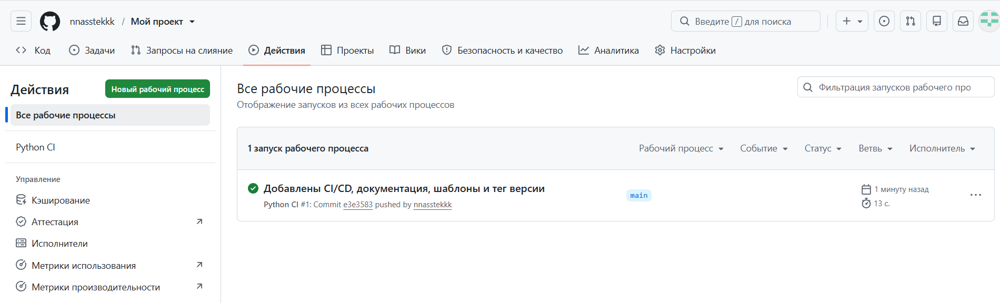 nnasstekkk / Мой проект
Введите / для поиска
Код
Задачи
Запросы на слияние
Действия
Проекты
Вики
Безопасность и качество
Аналитика
Настройки
Действия
Новый рабочий процесс
Все рабочие процессы
Python CI
Управление
Кэширование
Аттестация
Исполнители
Метрики использования
Метрики производительности
Все рабочие процессы
Отображение запусков из всех рабочих процессов
Фильтрация запусков рабочего про
1 запуск рабочего процесса
Рабочий процесс
Событие
Статус
Ветвь
Исполнитель
Добавлены CI/CD, документация, шаблоны и тег версии
Python CI #1: Commit e3e3583 pushed by nnasstekkk
main
1 минуту назад
13 с.